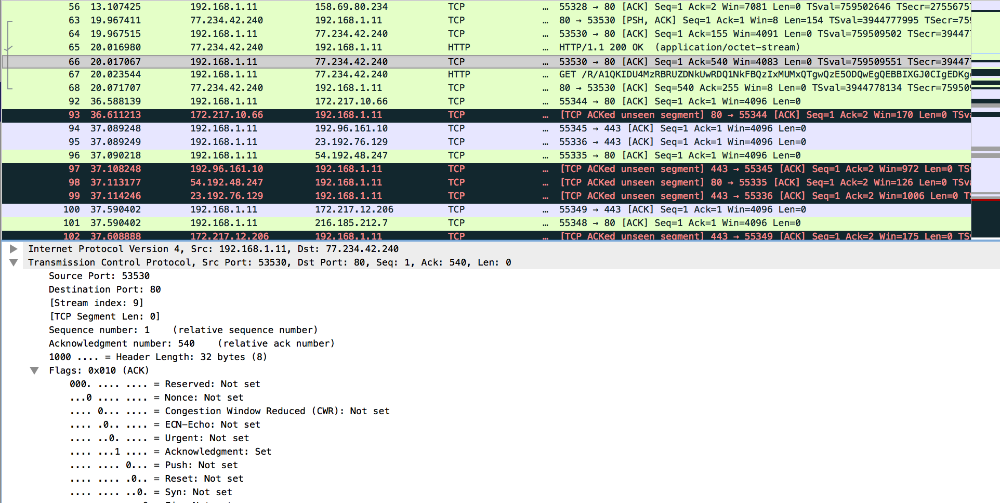 56 13.107425 192.168.1.11 158.69.80.234 TCP … 55328 → 80 [ACK] Seq=1 Ack=2 Win=7081 Len=0 TSval=759502646 TSecr=27556757
63 19.967411 77.234.42.240 192.168.1.11 TCP … 80 → 53530 [PSH, ACK] Seq=1 Ack=1 Win=8 Len=154 TSval=3944777995 TSecr=759
64 19.967515 192.168.1.11 77.234.42.240 TCP … 53530 → 80 [ACK] Seq=1 Ack=155 Win=4091 Len=0 TSval=759509502 TSecr=39447
65 20.016980 77.234.42.240 192.168.1.11 HTTP … HTTP/1.1 200 OK (application/octet-stream)
66 20.017067 192.168.1.11 77.234.42.240 TCP … 53530 → 80 [ACK] Seq=1 Ack=540 Win=4083 Len=0 TSval=759509551 TSecr=39447
67 20.023544 192.168.1.11 77.234.42.240 HTTP … GET /R/A1QKIDU4MzRBRUZDNkUwRDQ1NkFBQzIxMUMxQTgwQzE5ODQwEgQEBBIXGJ0CIgEDKg
68 20.071707 77.234.42.240 192.168.1.11 TCP … 80 → 53530 [ACK] Seq=540 Ack=255 Win=8 Len=0 TSval=3944778134 TSecr=75950
92 36.588139 192.168.1.11 172.217.10.66 TCP … 55344 → 80 [ACK] Seq=1 Ack=1 Win=4096 Len=0
93 36.611213 172.217.10.66 192.168.1.11 TCP … [TCP ACKed unseen segment] 80 → 55344 [ACK] Seq=1 Ack=2 Win=170 Len=0 TSv
94 37.089248 192.168.1.11 192.96.161.10 TCP … 55345 → 443 [ACK] Seq=1 Ack=1 Win=4096 Len=0
95 37.089249 192.168.1.11 23.192.76.129 TCP … 55336 → 443 [ACK] Seq=1 Ack=1 Win=4096 Len=0
96 37.090218 192.168.1.11 54.192.48.247 TCP … 55335 → 80 [ACK] Seq=1 Ack=1 Win=4096 Len=0
97 37.108248 192.96.161.10 192.168.1.11 TCP … [TCP ACKed unseen segment] 443 → 55345 [ACK] Seq=1 Ack=2 Win=972 Len=0 TS
98 37.113177 54.192.48.247 192.168.1.11 TCP … [TCP ACKed unseen segment] 80 → 55335 [ACK] Seq=1 Ack=2 Win=126 Len=0 TSv
99 37.114246 23.192.76.129 192.168.1.11 TCP … [TCP ACKed unseen segment] 443 → 55336 [ACK] Seq=1 Ack=2 Win=1006 Len=0 T
100 37.590402 192.168.1.11 172.217.12.206 TCP … 55349 → 443 [ACK] Seq=1 Ack=1 Win=4096 Len=0
101 37.590402 192.168.1.11 216.185.212.7 TCP … 55348 → 80 [ACK] Seq=1 Ack=1 Win=4096 Len=0
102 37.608888 172.217.12.206 192.168.1.11 TCP … [TCP ACKed unseen segment] 443 → 55349 [ACK] Seq=1 Ack=2 Win=175 Len=0 TS
Internet Protocol Version 4, Src: 192.168.1.11, Dst: 77.234.42.240
Transmission Control Protocol, Src Port: 53530, Dst Port: 80, Seq: 1, Ack: 540, Len: 0
Source Port: 53530
Destination Port: 80
[Stream index: 9]
[TCP Segment Len: 0]
Sequence number: 1 (relative sequence number)
Acknowledgment number: 540 (relative ack number)
1000 .... = Header Length: 32 bytes (8)
Flags: 0x010 (ACK)
000. .... .... = Reserved: Not set
...0 .... .... = Nonce: Not set
.... 0... .... = Congestion Window Reduced (CWR): Not set
.... .0.. .... = ECN-Echo: Not set
.... ..0. .... = Urgent: Not set
.... ...1 .... = Acknowledgment: Set
.... .... 0... = Push: Not set
.... .... .0.. = Reset: Not set
.... .... ..0. = Syn: Not set